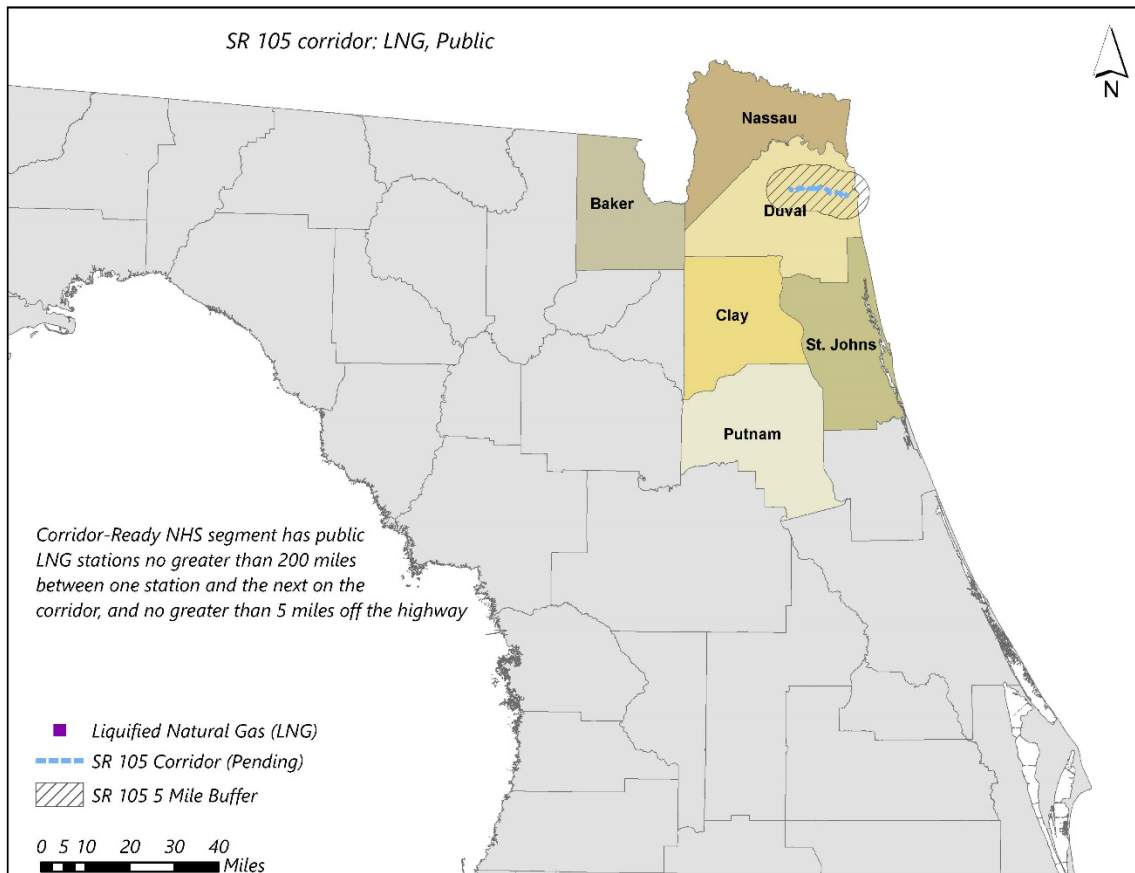 SR 105 corridor: LNG, Public
N
Nassau
Baker
Duval
Clay
St. Johns
Putnam
Corridor-Ready NHS segment has public
LNG stations no greater than 200 miles
between one station and the next on the
corridor, and no greater than 5 miles off the highway
Liquified Natural Gas (LNG)
SR 105 Corridor (Pending)
SR 105 5 Mile Buffer
0 5 10 20 30 40
Miles